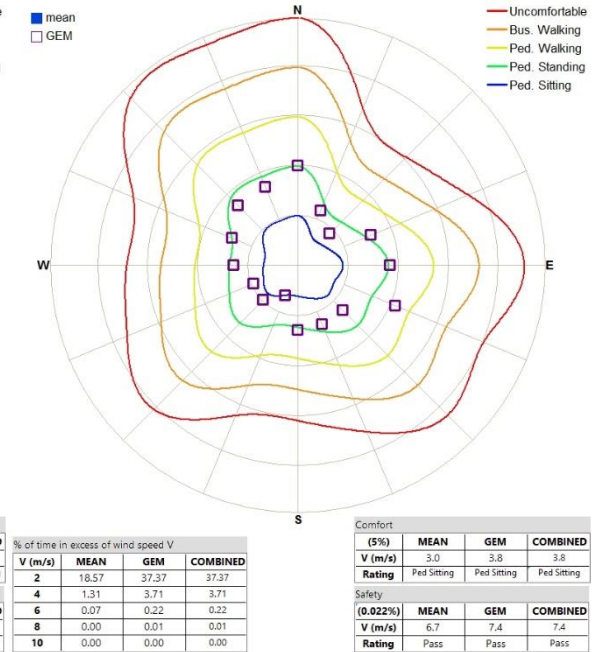 mean
GEM
N
Uncomfortable
Bus. Walking
Ped. Walking
Ped. Standing
Ped. Sitting
W
E
S
% of time in excess of wind speed V
V (m/s) MEAN GEM COMBINED
2 18.57 37.37 37.37
4 1.31 3.71 3.71
6 0.07 0.22 0.22
8 0.00 0.01 0.01
10 0.00 0.00 0.00
Comfort
(5%) MEAN GEM COMBINED
V (m/s) 3.0 3.8 3.8
Rating Ped Sitting Ped Sitting Ped Sitting
Safety
(0.022%) MEAN GEM COMBINED
V (m/s) 6.7 7.4 7.4
Rating Pass Pass Pass